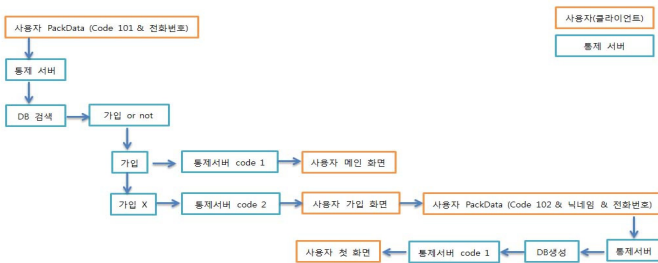 사용자 PackData (Code 101 & 전화번호)
사용자(클라이언트)
통제 서버
통제 서버
DB 검색
가입 or not
가입
통제서버 code 1
사용자 메인 화면
가입 X
통제서버 code 2
사용자 가입 화면
사용자 PackData (Code 102 & 닉네임 & 전화번호)
사용자 첫 화면
통제서버 code 1
DB생성
통제서버